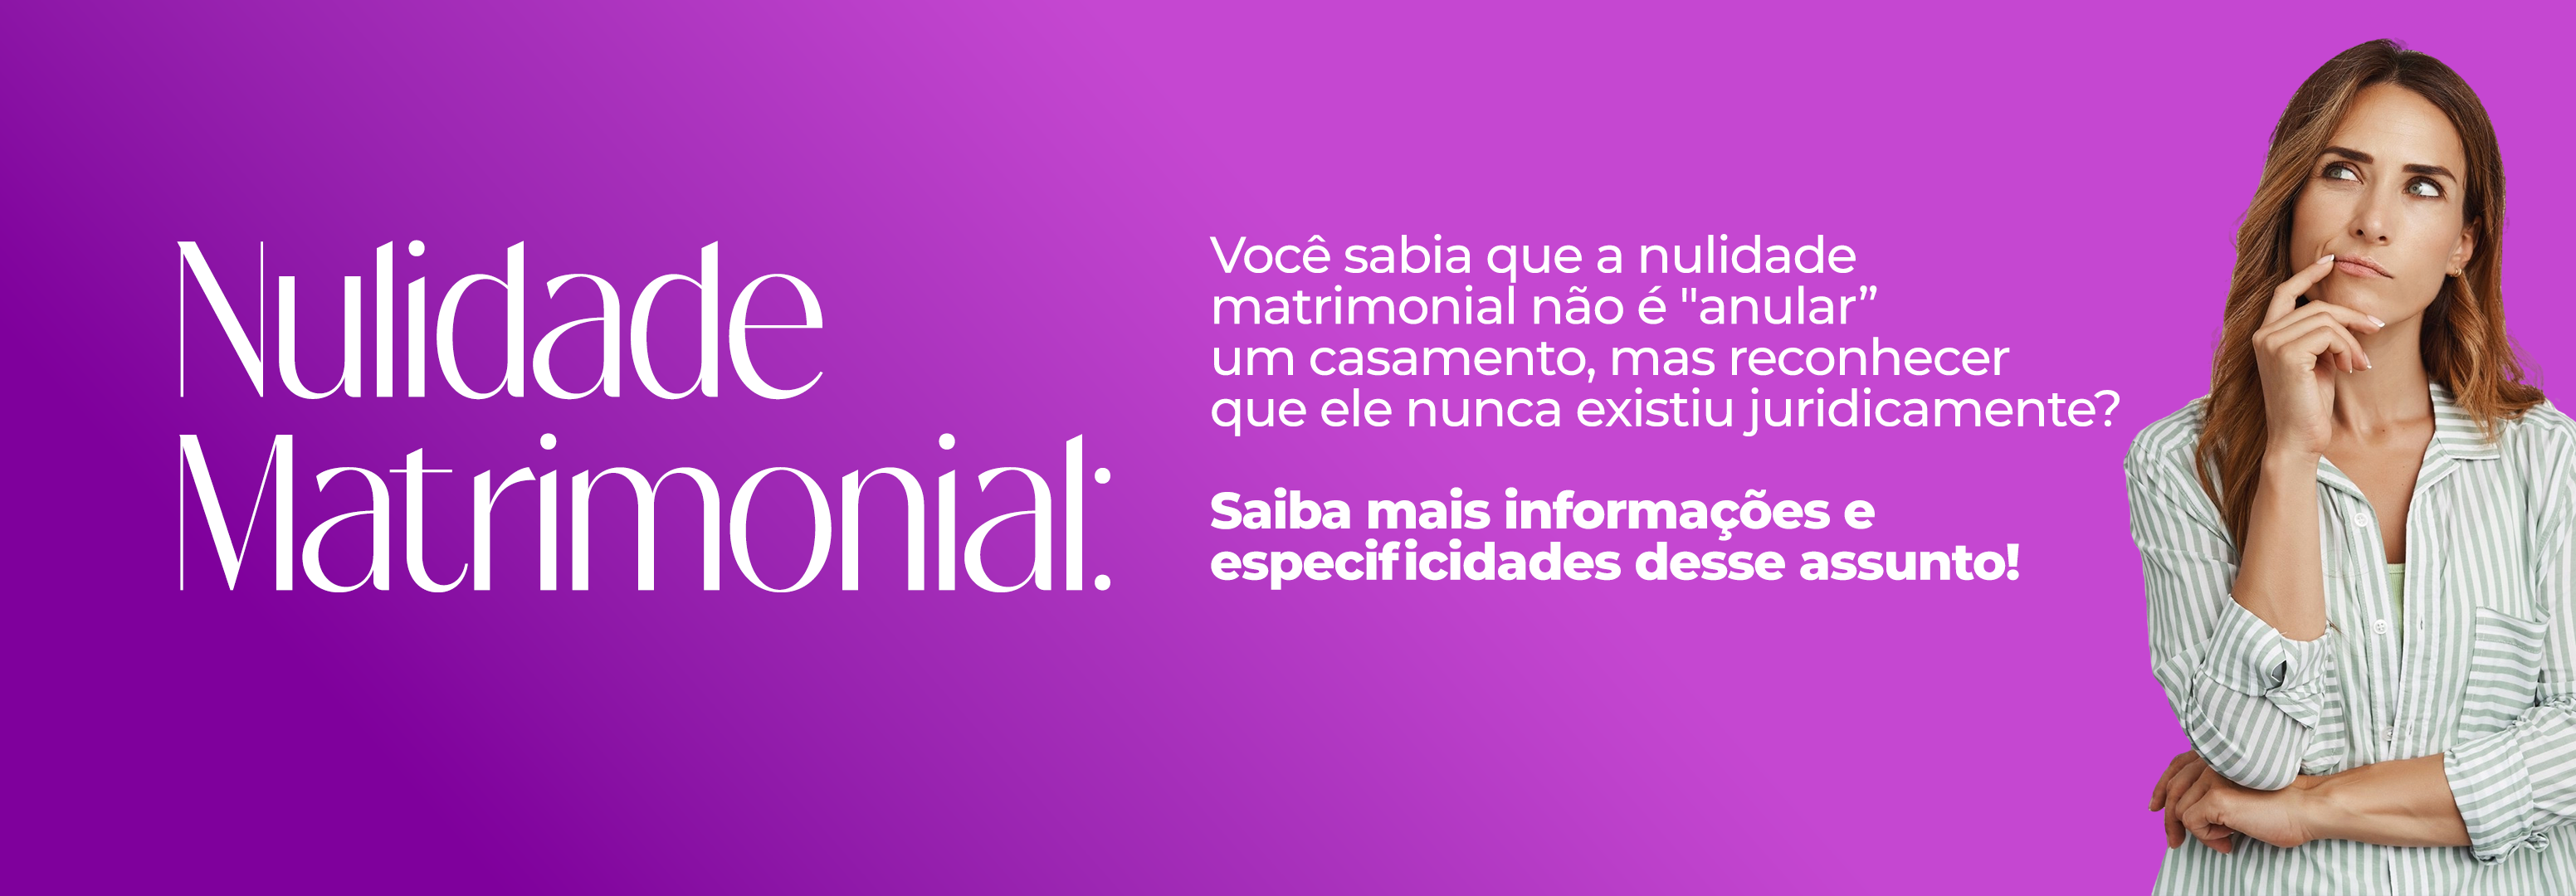 Nulidade
Matrimonial:
Você sabia que a nulidade
matrimonial não é "anular”
um casamento, mas reconhecer
que ele nunca existiu juridicamente?
Saiba mais informações e
especificidades desse assunto!